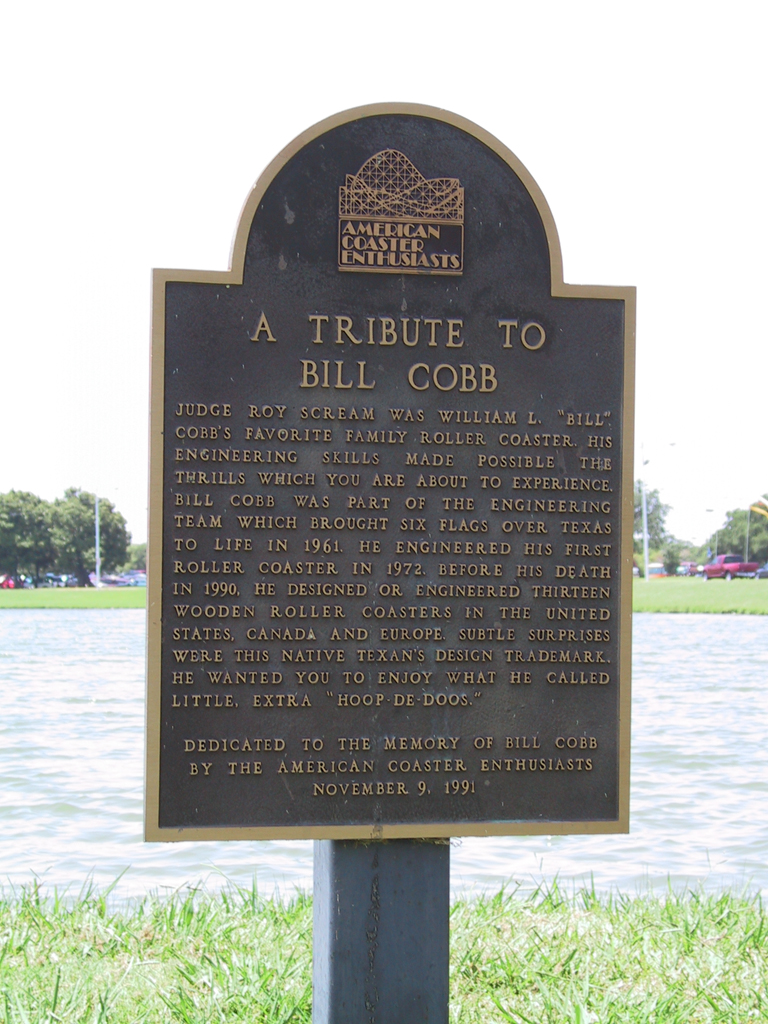 AMERICAN
COASTER
ENTHUSIASTS
A TRIBUTE TO
BILL COBB
JUDGE ROY SCREAM WAS WILLIAM L. "BILL"
COBB'S FAVORITE FAMILY ROLLER COASTER. HIS
ENGINEERING SKILLS MADE POSSIBLE THE
THRILLS WHICH YOU ARE ABOUT TO EXPERIENCE.
BILL COBB WAS PART OF THE ENGINEERING
TEAM WHICH BROUGHT SIX FLAGS OVER TEXAS
TO LIFE IN 1961. HE ENGINEERED HIS FIRST
ROLLER COASTER IN 1972. BEFORE HIS DEATH
IN 1990, HE DESIGNED OR ENGINEERED THIRTEEN
WOODEN ROLLER COASTERS IN THE UNITED
STATES, CANADA AND EUROPE. SUBTLE SURPRISES
WERE THIS NATIVE TEXAN'S DESIGN TRADEMARK.
HE WANTED YOU TO ENJOY WHAT HE CALLED
LITTLE, EXTRA "HOOP-DE-DOOS."
DEDICATED TO THE MEMORY OF BILL COBB
BY THE AMERICAN COASTER ENTHUSIASTS
NOVEMBER 9, 1991